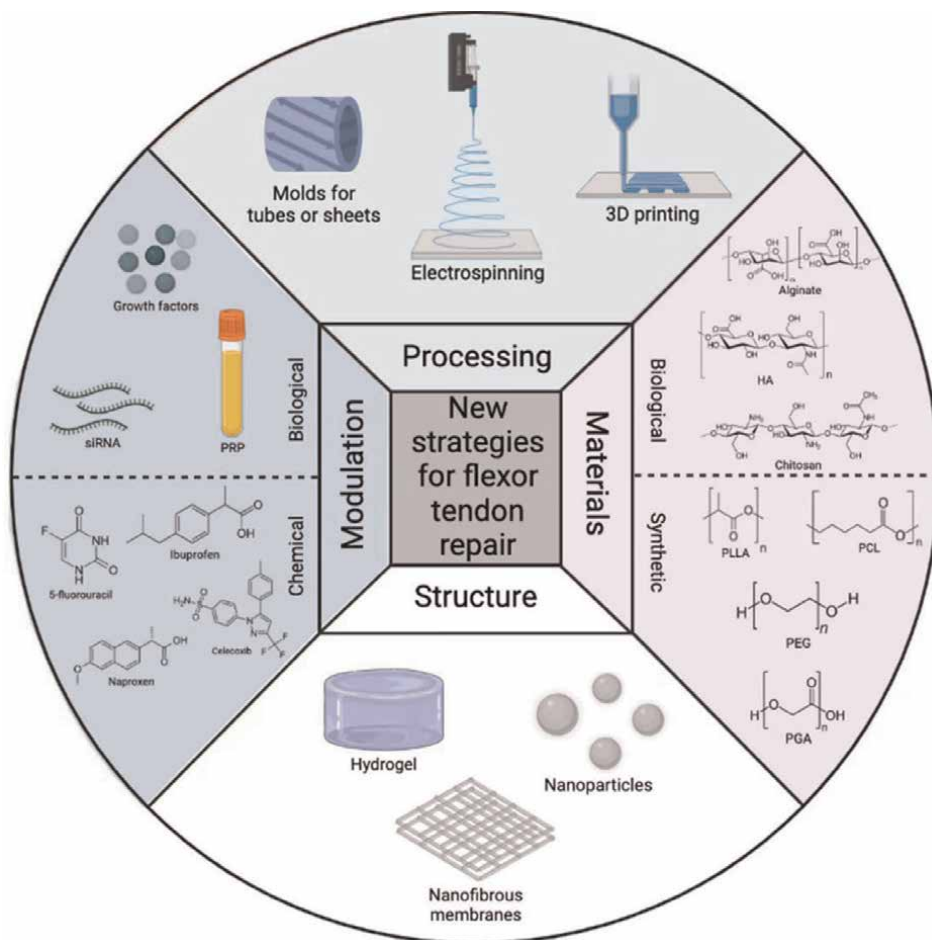 Molds for
tubes or sheets
Electrospinning
3D printing
Growth factors
siRNA
PRP
Biological
5-fluorouracil
Ibuprofen
Naproxen
Celecoxib
Chemical
Processing
Modulation
New
strategies
for flexor
tendon
repair
Materials
Structure
Biological
Alginate
HA
Chitosan
Synthetic
PLLA
PCL
PEG
PGA
Hydrogel
Nanoparticles
Nanofibrous
membranes